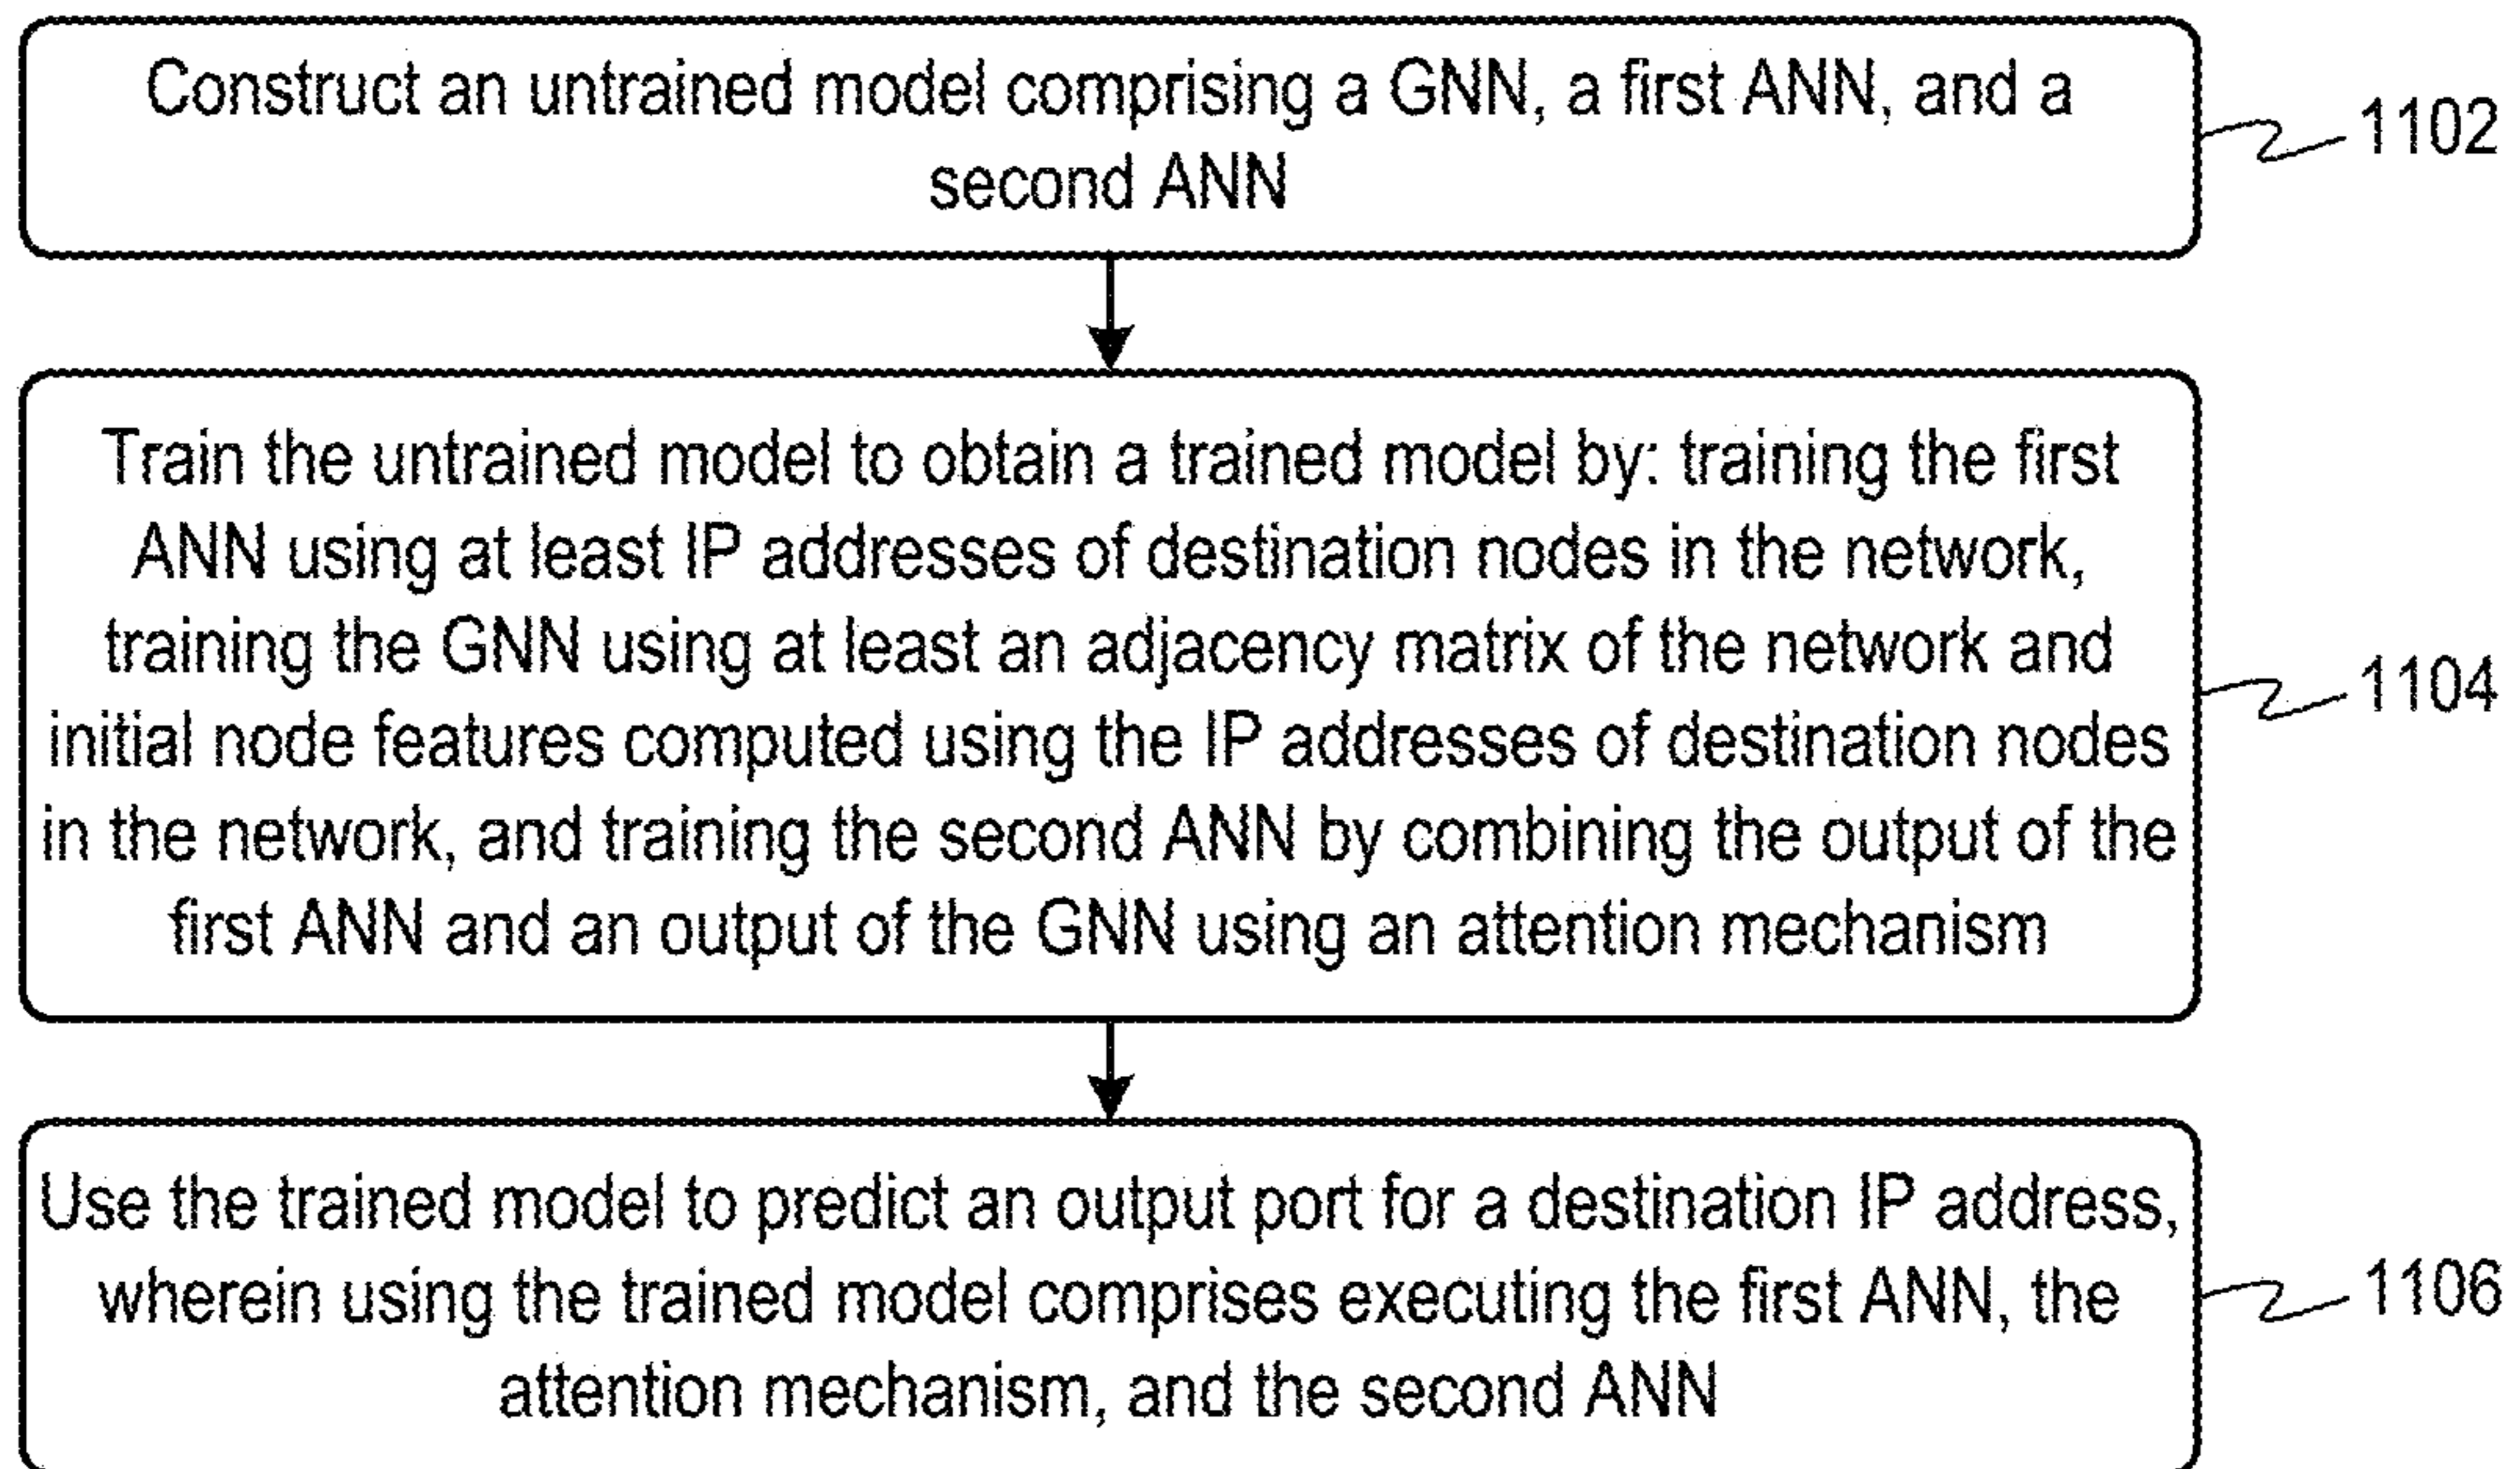 Construct an untrained model comprising a GNN, a first ANN, and a
second ANN
1102
Train the untrained model to obtain a trained model by: training the first
ANN using at least IP addresses of destination nodes in the network,
training the GNN using at least an adjacency matrix of the network and
initial node features computed using the IP addresses of destination nodes
in the network, and training the second ANN by combining the output of the
first ANN and an output of the GNN using an attention mechanism
1104
Use the trained model to predict an output port for a destination IP address,
wherein using the trained model comprises executing the first ANN, the
attention mechanism, and the second ANN
1106